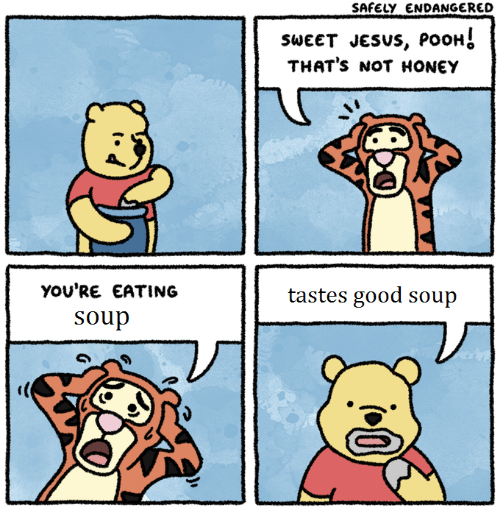 SAFELY ENDANGERED
SWEET JESUS, POOH!
THAT'S NOT HONEY
YOU'RE EATING
soup
tastes good soup